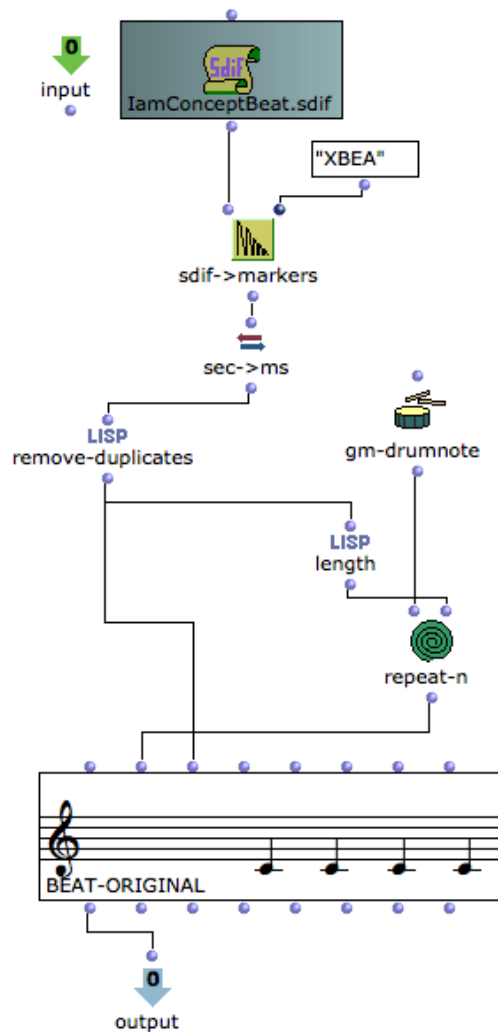 0
input
Sdif
IamConceptBeat.sdif
"XBEA"
sdif->markers
sec->ms
LISP
remove-duplicates
gm-drumnote
LISP
length
repeat-n
BEAT-ORIGINAL
0
output